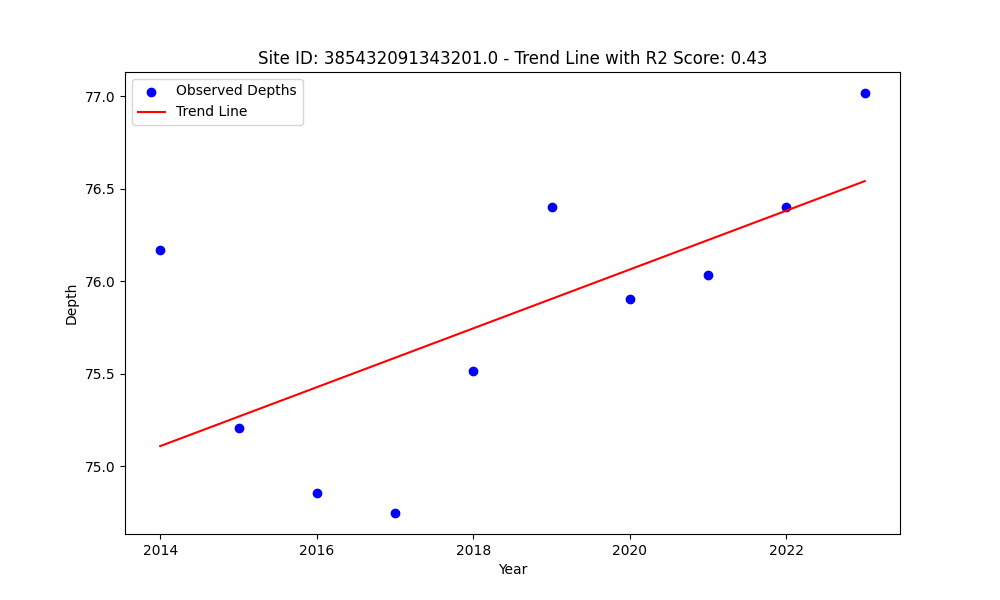 Site ID: 385432091343201.0 - Trend Line with R2 Score: 0.43
Observed Depths
Trend Line
77.0
76.5
76.0
75.5
75.0
Depth
2014
2016
2018
2020
2022
Year